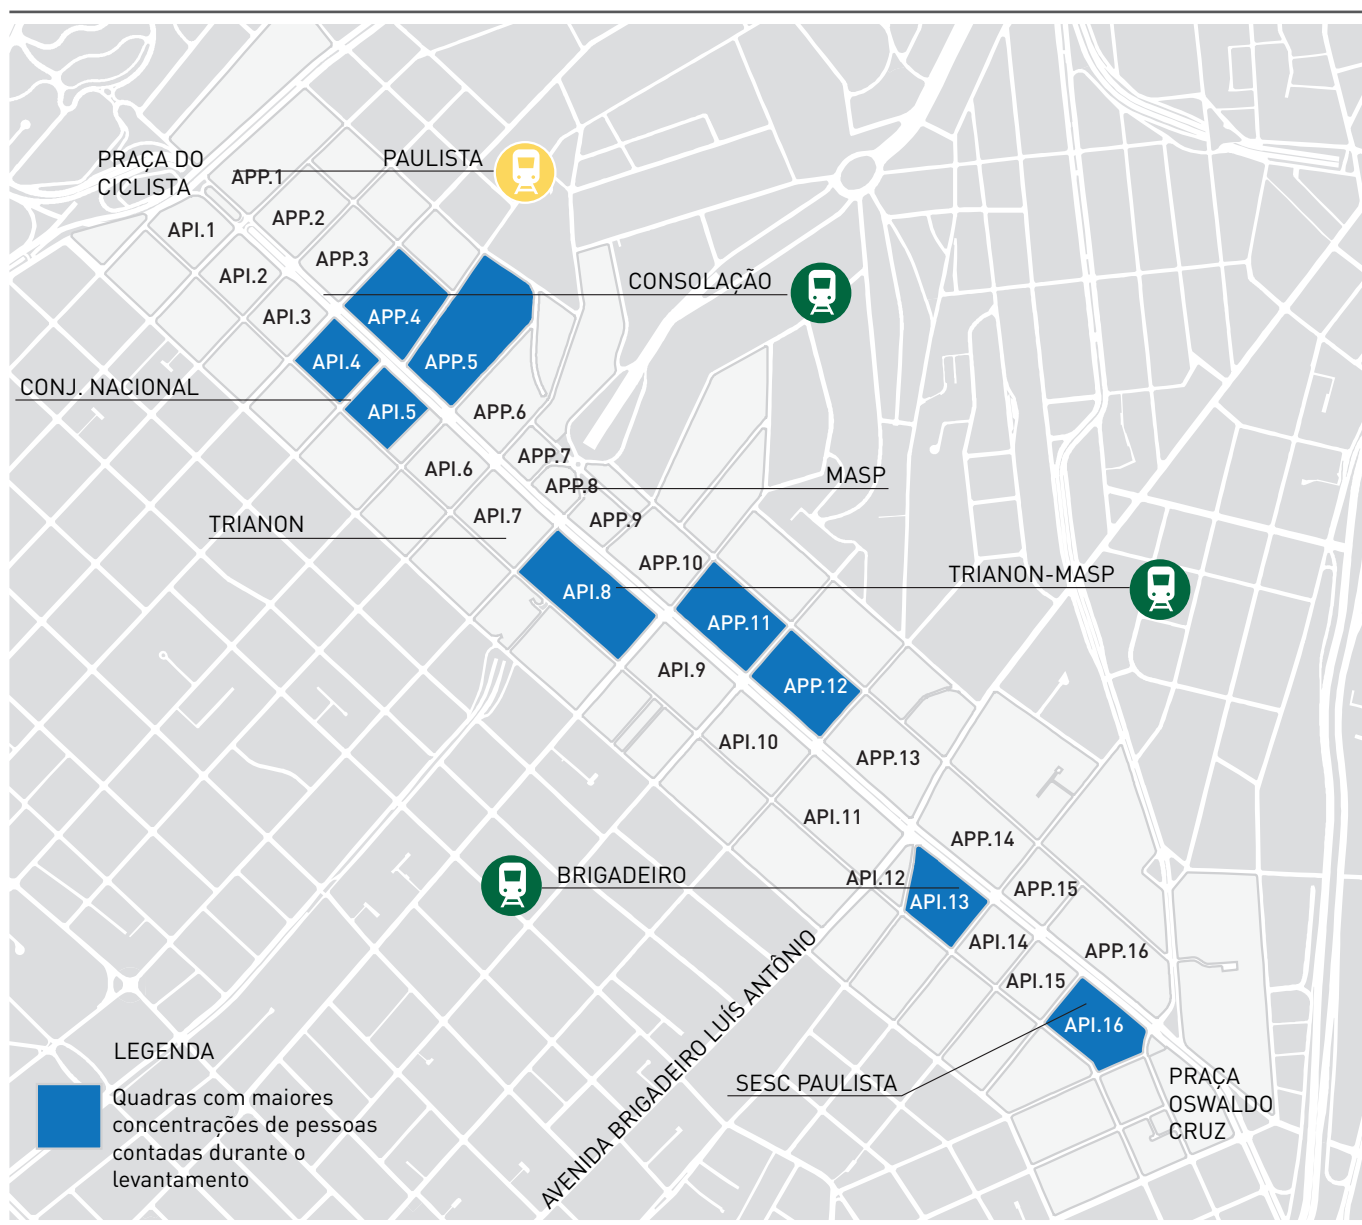 PRAÇA DO
CICLISTA
PAULISTA
APP.1
API.1
APP.2
API.2
APP.3
CONSOLAÇÃO
API.3
APP.4
API.4
APP.5
CONJ. NACIONAL
API.5
APP.6
API.6
APP.7
APP.8
MASP
TRIANON
API.7
APP.9
APP.10
TRIANON-MASP
API.8
APP.11
API.9
APP.12
API.10
APP.13
API.11
APP.14
BRIGADEIRO
API.12
APP.15
API.13
API.14
APP.16
API.15
API.16
AVENIDA BRIGADEIRO LUÍS ANTÔNIO
SESC PAULISTA
PRAÇA
OSWALDO
CRUZ
LEGENDA
Quadras com maiores
concentrações de pessoas
contadas durante o
levantamento